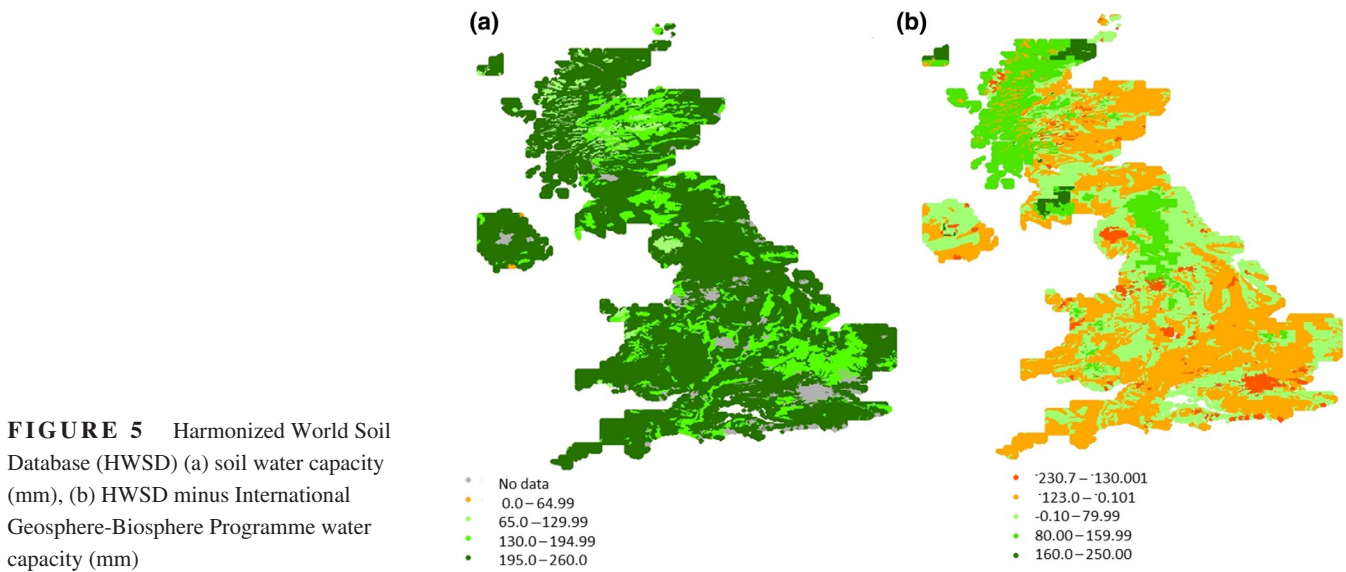 (a)
(b)
No data
0.0–64.99
65.0–129.99
130.0–194.99
195.0–260.0
-230.7 – -130.001
-123.0 – -0.101
-0.10–79.99
80.00–159.99
160.0–250.00
FIGURE 5 Harmonized World Soil
Database (HWSD) (a) soil water capacity
(mm), (b) HWSD minus International
Geosphere-Biosphere Programme water
capacity (mm)